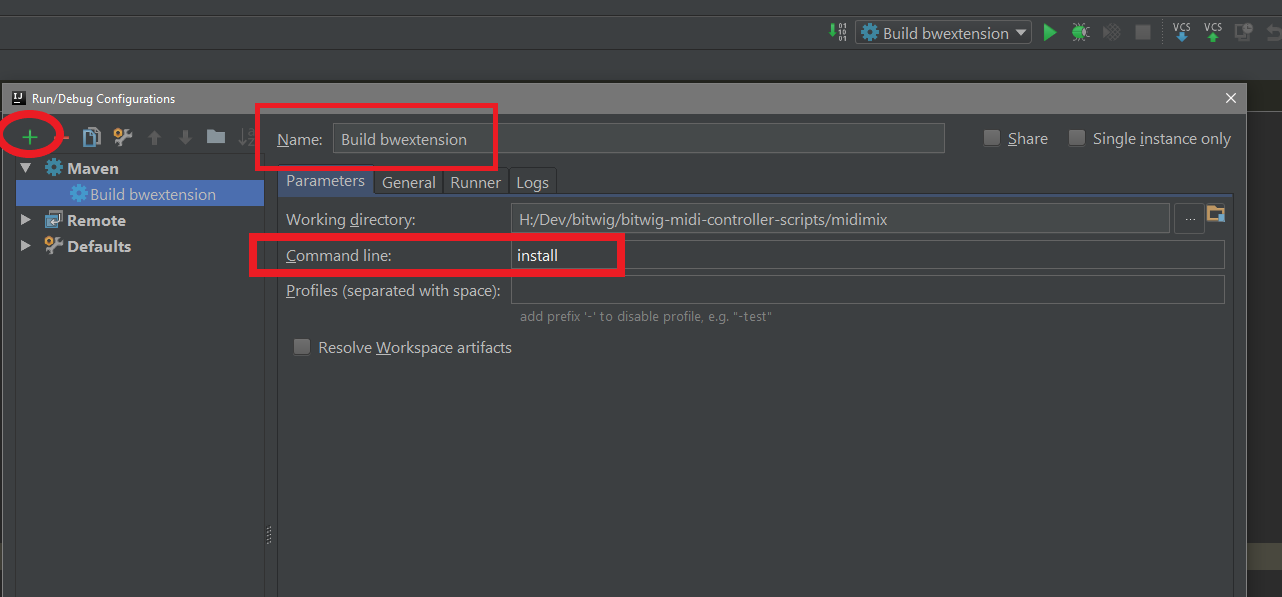 Build bwextension
VCS VCS
Run/Debug Configurations
Name: Build bwextension Share Single instance only
Maven
Build bwextension
Remote
Defaults
Parameters General Runner Logs
Working directory: H:/Dev/bitwig/bitwig-midi-controller-scripts/midimix ...
Command line: install
Profiles (separated with space):
add prefix '-' to disable profile, e.g. "-test"
Resolve Workspace artifacts